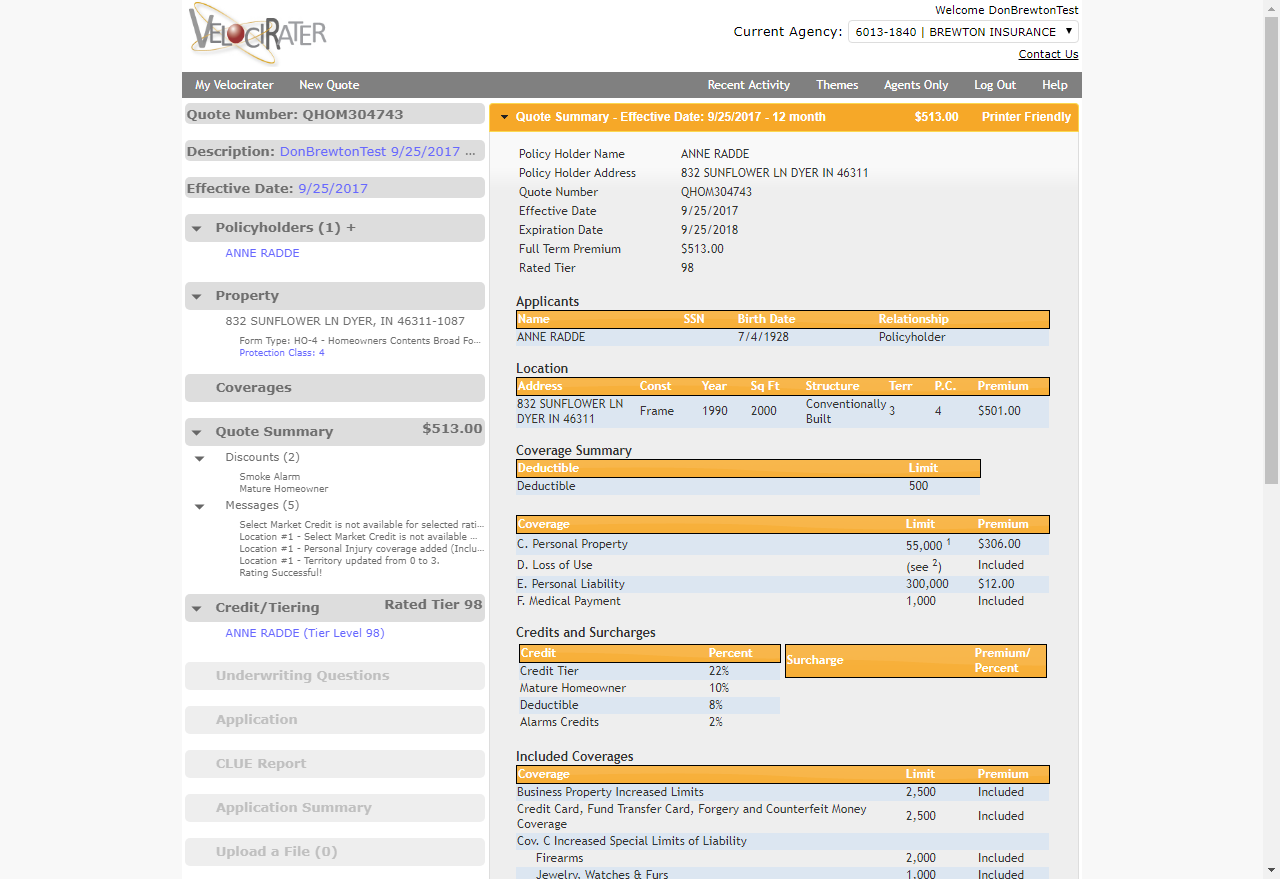 VELOCIRATER
Welcome DonBrewtonTest
Current Agency: 6013-1840 | BREWTON INSURANCE
Contact Us
My Velocirater New Quote Recent Activity Themes Agents Only Log Out Help
Quote Number: QHOM304743
Description: DonBrewtonTest 9/25/2017 ...
Effective Date: 9/25/2017
Policyholders (1) +
ANNE RADDE
Property
832 SUNFLOWER LN DYER, IN 46311-1087
Form Type: HO-4 - Homeowners Contents Broad Fo...
Protection Class: 4
Coverages
Quote Summary $513.00
Discounts (2)
Smoke Alarm
Mature Homeowner
Messages (5)
Select Market Credit is not available for selected rati...
Location #1 - Select Market Credit is not available ...
Location #1 - Personal Injury coverage added (Inclu...
Location #1 - Territory updated from 0 to 3.
Rating Successful!
Credit/Tiering Rated Tier 98
ANNE RADDE (Tier Level 98)
Underwriting Questions
Application
CLUE Report
Application Summary
Upload a File (0)
Quote Summary - Effective Date: 9/25/2017 - 12 month $513.00 Printer Friendly
Policy Holder Name ANNE RADDE
Policy Holder Address 832 SUNFLOWER LN DYER IN 46311
Quote Number QHOM304743
Effective Date 9/25/2017
Expiration Date 9/25/2018
Full Term Premium $513.00
Rated Tier 98
Applicants
Name SSN Birth Date Relationship
ANNE RADDE 7/4/1928 Policyholder
Location
Address Const Year Sq Ft Structure Terr P.C. Premium
832 SUNFLOWER LN DYER IN 46311 Frame 1990 2000 Conventionally Built 3 4 $501.00
Coverage Summary
Deductible Limit
Deductible 500
Coverage Limit Premium
C. Personal Property 55,000 1 $306.00
D. Loss of Use (see 2) Included
E. Personal Liability 300,000 $12.00
F. Medical Payment 1,000 Included
Credits and Surcharges
Credit Percent Surcharge Premium/ Percent
Credit Tier 22%
Mature Homeowner 10%
Deductible 8%
Alarms Credits 2%
Included Coverages
Coverage Limit Premium
Business Property Increased Limits 2,500 Included
Credit Card, Fund Transfer Card, Forgery and Counterfeit Money Coverage 2,500 Included
Cov. C Increased Special Limits of Liability
Firearms 2,000 Included
Jewelry, Watches & Furs 1,000 Included